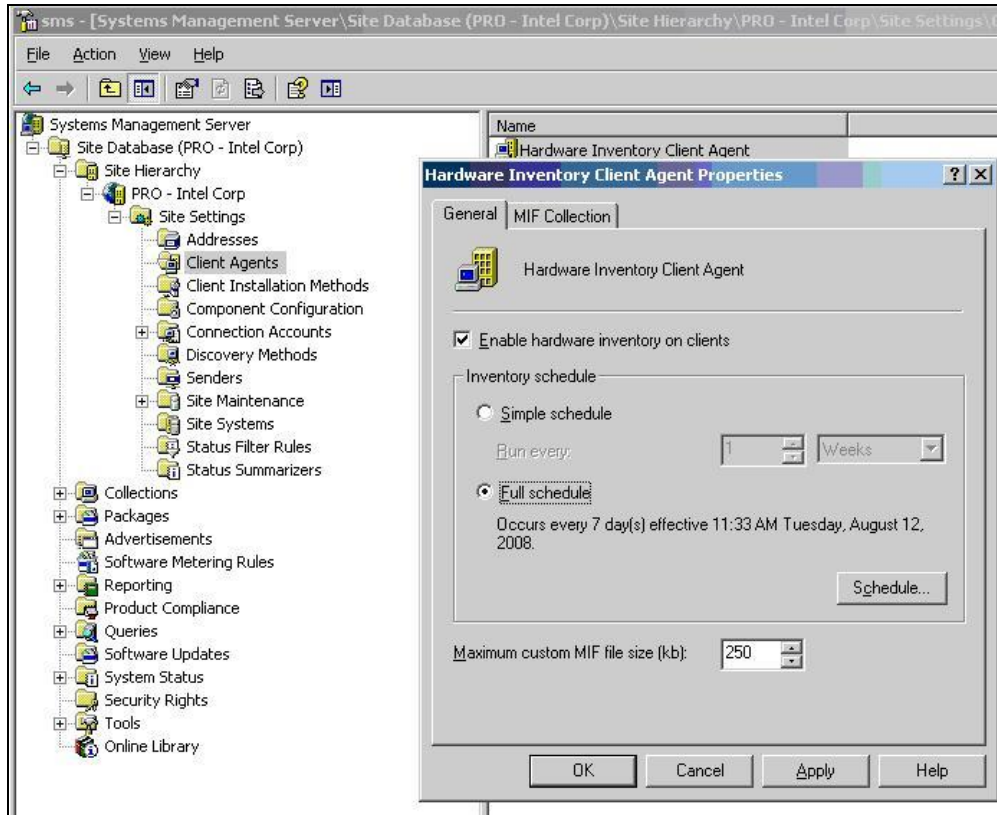 sms - [Systems Management Server\Site Database (PRO - Intel Corp)\Site Hierarchy\PRO - Intel Corp\Site Settings\
File Action View Help
Systems Management Server
Site Database (PRO - Intel Corp)
Site Hierarchy
PRO - Intel Corp
Site Settings
Addresses
Client Agents
Client Installation Methods
Component Configuration
Connection Accounts
Discovery Methods
Senders
Site Maintenance
Site Systems
Status Filter Rules
Status Summarizers
Collections
Packages
Advertisements
Software Metering Rules
Reporting
Product Compliance
Queries
Software Updates
System Status
Security Rights
Tools
Online Library
Name
Hardware Inventory Client Agent
Hardware Inventory Client Agent Properties
General MIF Collection
Hardware Inventory Client Agent
Enable hardware inventory on clients
Inventory schedule
Simple schedule
Run every: 1 Weeks
Full schedule
Occurs every 7 day(s) effective 11:33 AM Tuesday, August 12,
2008.
Schedule...
Maximum custom MIF file size (kb): 250
OK Cancel Apply Help